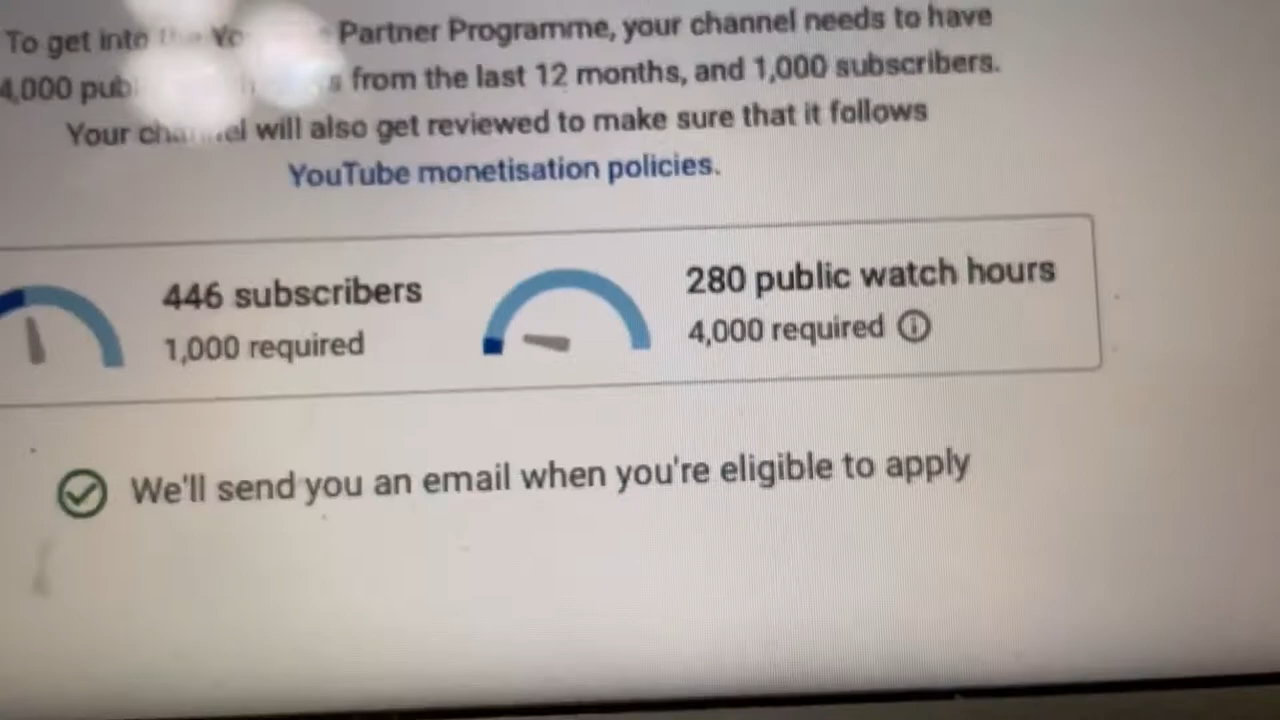 To get into Partner Programme, your channel needs to have
4,000 from the last 12 months, and 1,000 subscribers.
Your will also get reviewed to make sure that it follows
YouTube monetisation policies.
446 subscribers
1,000 required
280 public watch hours
4,000 required
We'll send you an email when you're eligible to apply